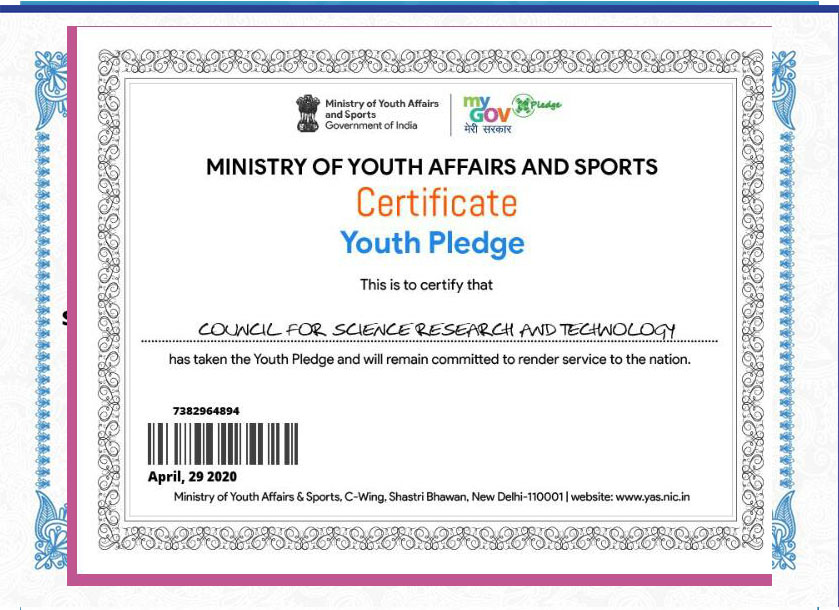 Ministry of Youth Affairs
and Sports
Government of India
my
GOV
मेरी सरकार
Pledge
MINISTRY OF YOUTH AFFAIRS AND SPORTS
Certificate
Youth Pledge
This is to certify that
COUNCIL FOR SCIENCE RESEARCH AND TECHNOLOGY
has taken the Youth Pledge and will remain committed to render service to the nation.
7382964894
April, 29 2020
Ministry of Youth Affairs & Sports, C-Wing, Shastri Bhawan, New Delhi-110001 | website: www.yas.nic.in